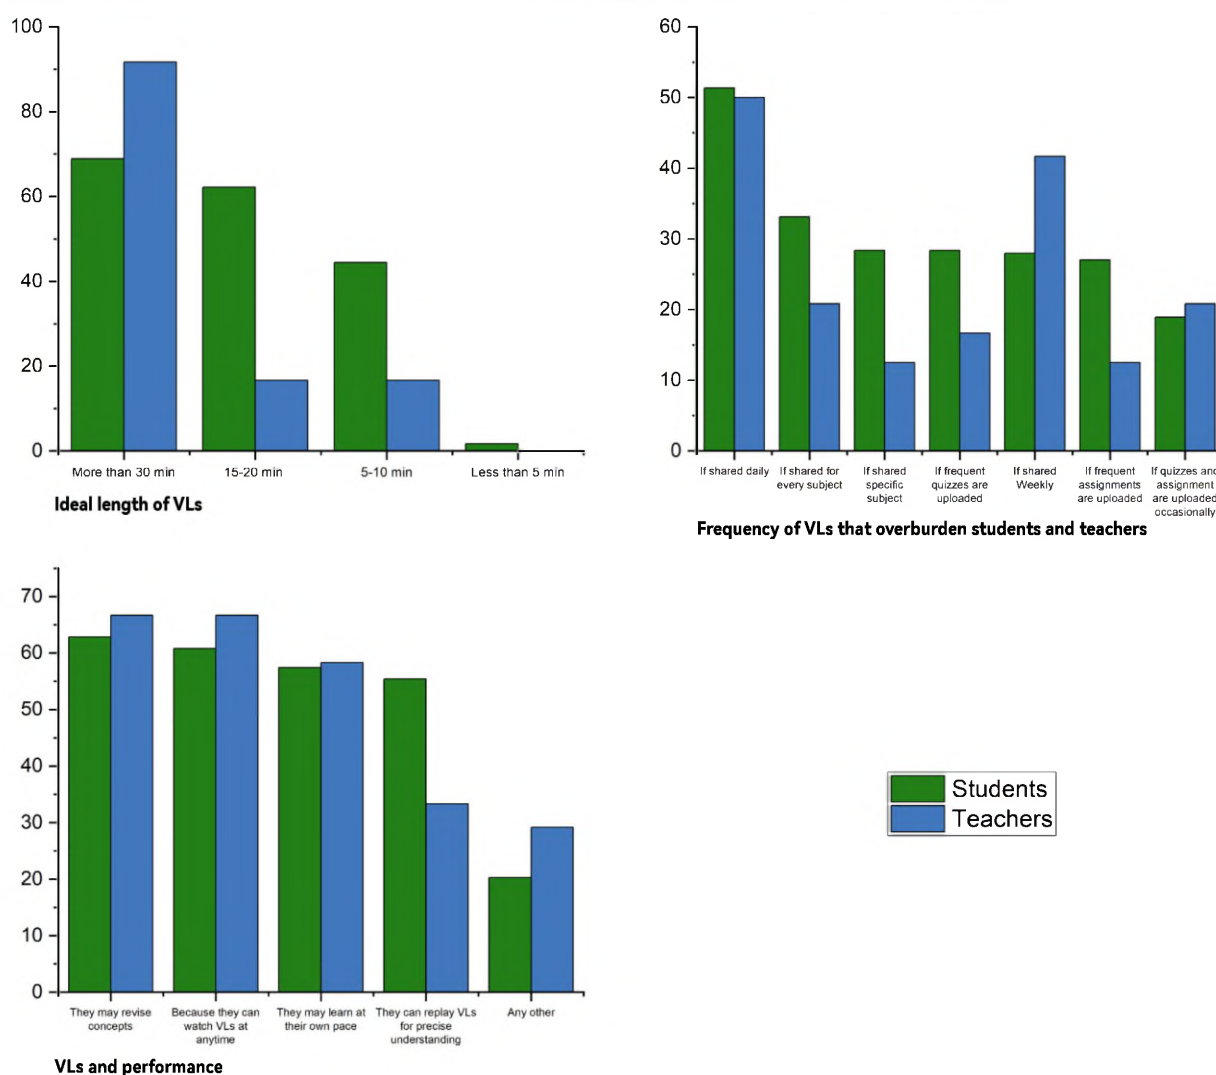 100
80
60
40
20
0
More than 30 min 15-20 min 5-10 min Less than 5 min
Ideal length of VLs
60
50
40
30
20
10
0
If shared daily If shared for If shared If frequent If shared If frequent If quizzes and
every subject specific quizzes are Weekly assignments assignment
subject uploaded are uploaded are uploaded
occasionally
Frequency of VLs that overburden students and teachers
70
60
50
40
30
20
10
0
They may revise Because they can They may learn at They can replay VLs Any other
concepts watch VLs at their own pace for precise
anytime understanding
VLs and performance
Students
Teachers